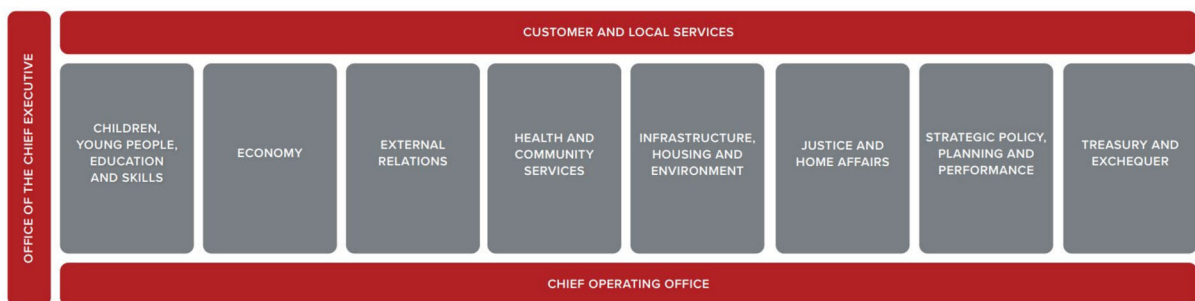 OFFICE OF THE CHIEF EXECUTIVE
CUSTOMER AND LOCAL SERVICES
CHILDREN,
YOUNG PEOPLE,
EDUCATION
AND SKILLS
ECONOMY
EXTERNAL
RELATIONS
HEALTH AND
COMMUNITY
SERVICES
INFRASTRUCTURE,
HOUSING AND
ENVIRONMENT
JUSTICE AND
HOME AFFAIRS
STRATEGIC POLICY,
PLANNING AND
PERFORMANCE
TREASURY AND
EXCHEQUER
CHIEF OPERATING OFFICE